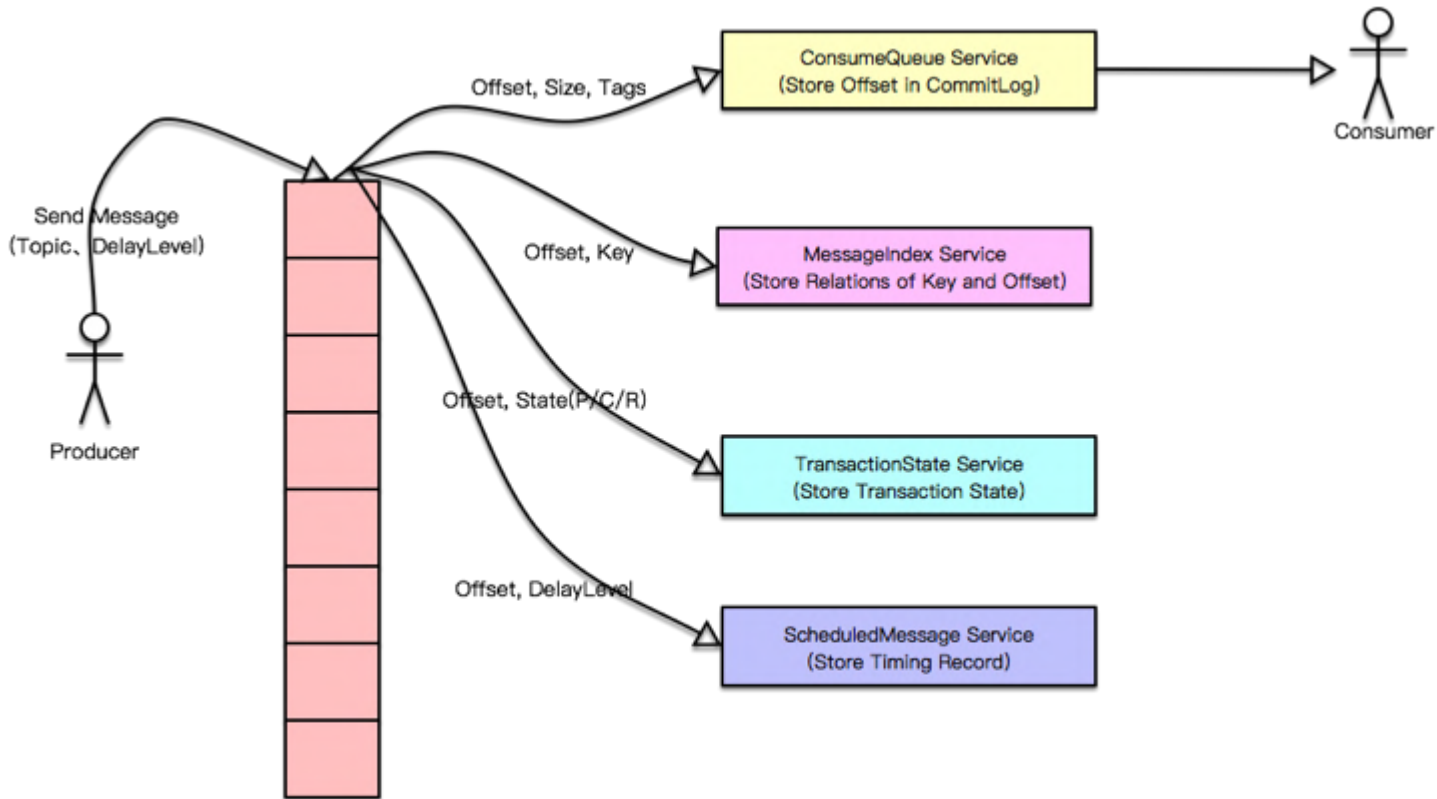 ConsumeQueue Service
(Store Offset in CommitLog)
Offset, Size, Tags
Consumer
Send Message
(Topic、DelayLevel)
MessageIndex Service
(Store Relations of Key and Offset)
Offset, Key
Offset, State(P/C/R)
Producer
TransactionState Service
(Store Transaction State)
Offset, DelayLevel
ScheduledMessage Service
(Store Timing Record)